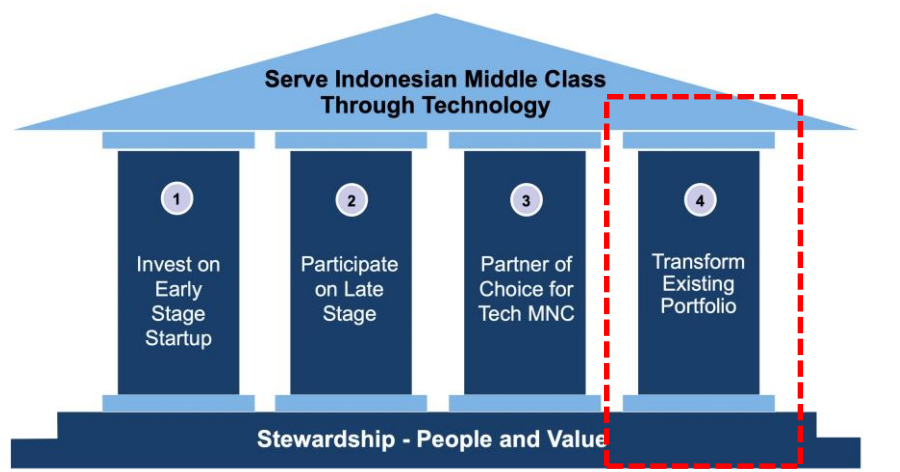 Serve Indonesian Middle Class
Through Technology
1
Invest on
Early
Stage
Startup
2
Participate
on Late
Stage
3
Partner of
Choice for
Tech MNC
4
Transform
Existing
Portfolio
Stewardship - People and Value